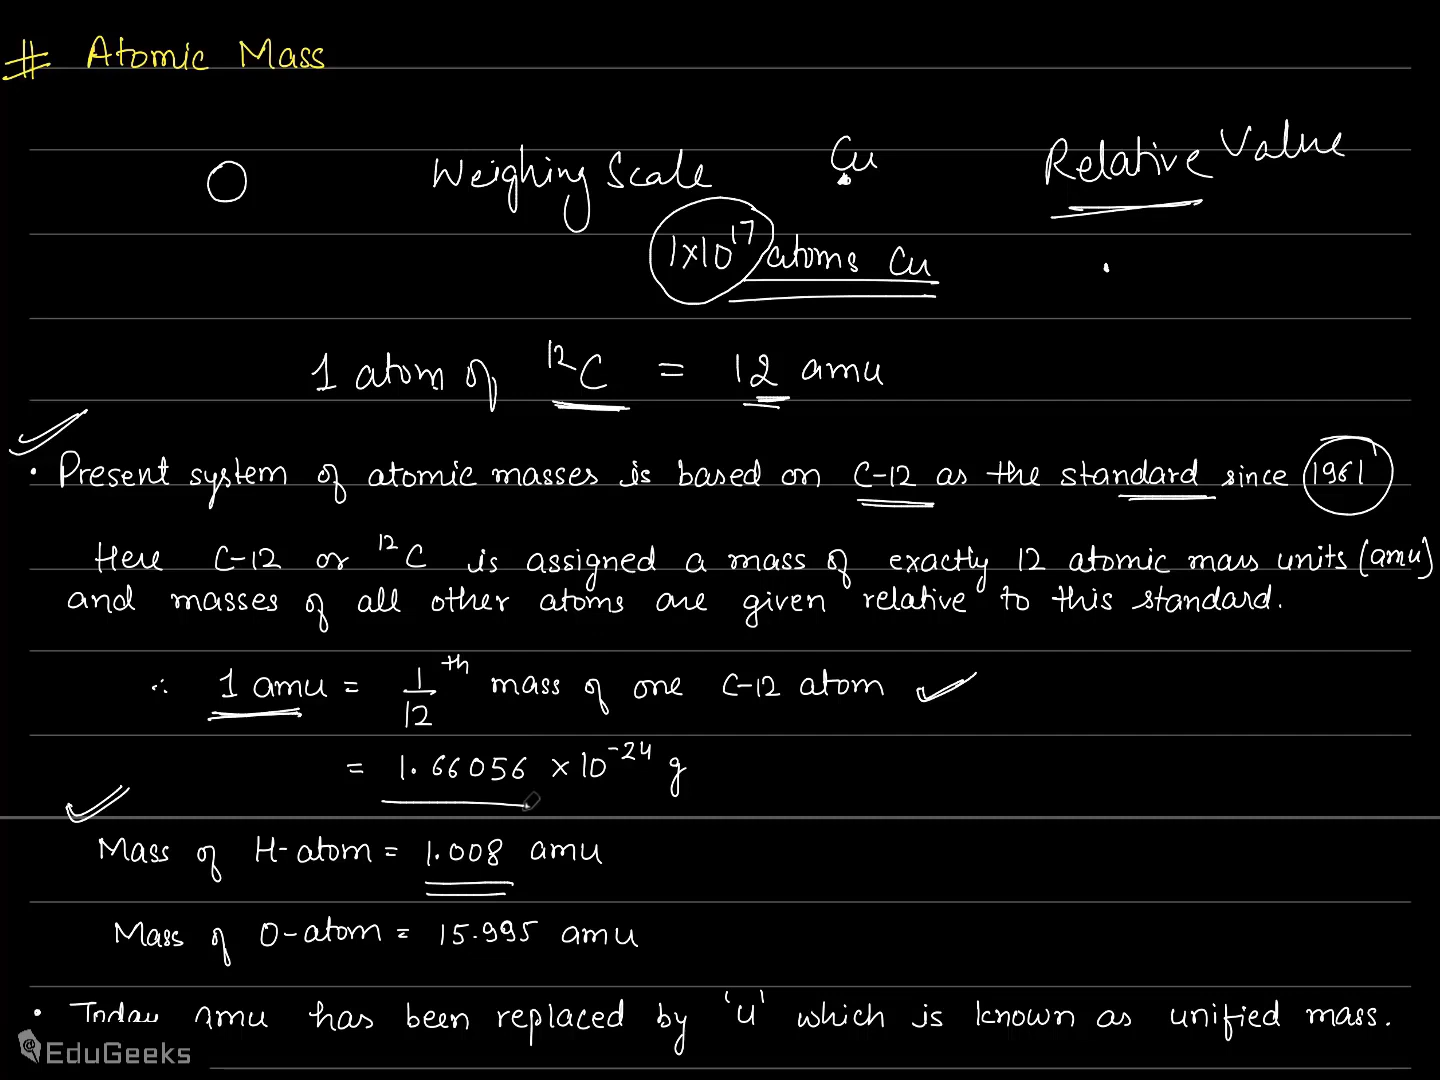 # Atomic Mass
Weighing Scale Cu Relative Value
1×10¹⁷ atoms Cu
1 atom of ¹²C = 12 amu
• Present system of atomic masses is based on C-12 as the standard since 1961
Here C-12 or ¹²C is assigned a mass of exactly 12 atomic mass units (amu)
and masses of all other atoms are given relative to this standard.
∴ 1 amu = 1/12 th mass of one C-12 atom
= 1.66056 × 10⁻²⁴ g
Mass of H-atom = 1.008 amu
Mass of O-atom = 15.995 amu
• Today amu has been replaced by 'u' which is known as unified mass.
EduGeeks